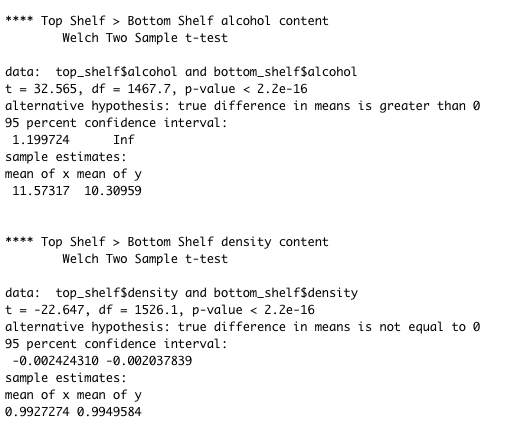 **** Top Shelf > Bottom Shelf alcohol content
Welch Two Sample t-test
data: top_shelf$alcohol and bottom_shelf$alcohol
t = 32.565, df = 1467.7, p-value < 2.2e-16
alternative hypothesis: true difference in means is greater than 0
95 percent confidence interval:
1.199724 Inf
sample estimates:
mean of x mean of y
11.57317 10.30959
**** Top Shelf > Bottom Shelf density content
Welch Two Sample t-test
data: top_shelf$density and bottom_shelf$density
t = -22.647, df = 1526.1, p-value < 2.2e-16
alternative hypothesis: true difference in means is not equal to 0
95 percent confidence interval:
-0.002424310 -0.002037839
sample estimates:
mean of x mean of y
0.9927274 0.9949584